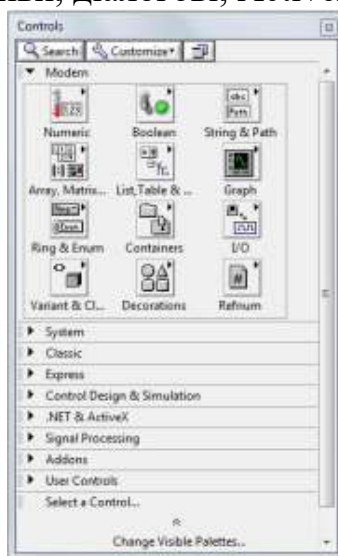 Controls
Search Customize
Modern
Numeric Boolean String & Path
Array, Matrix... List, Table & ... Graph
Ring & Enum Containers I/O
Variant & Cl... Decorations Refnum
System
Classic
Express
Control Design & Simulation
.NET & ActiveX
Signal Processing
Addons
User Controls
Select a Control...
Change Visible Palettes...